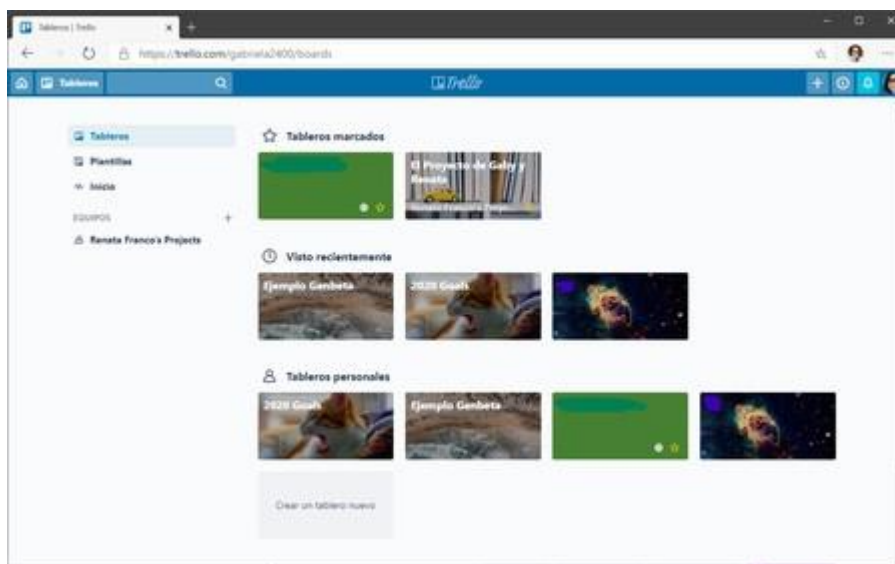 Tableros | Trello
https://trello.com/gabriela2400/boards
Tableros
Trello
Tableros
Plantillas
Inicio
EQUIPOS
Renata Franco's Projects
Tableros marcados
El Proyecto de Gaby y
Renata
Visto recientemente
Ejemplo Genbeta
2020 Goals
Tableros personales
2020 Goals
Ejemplo Genbeta
Crear un tablero nuevo